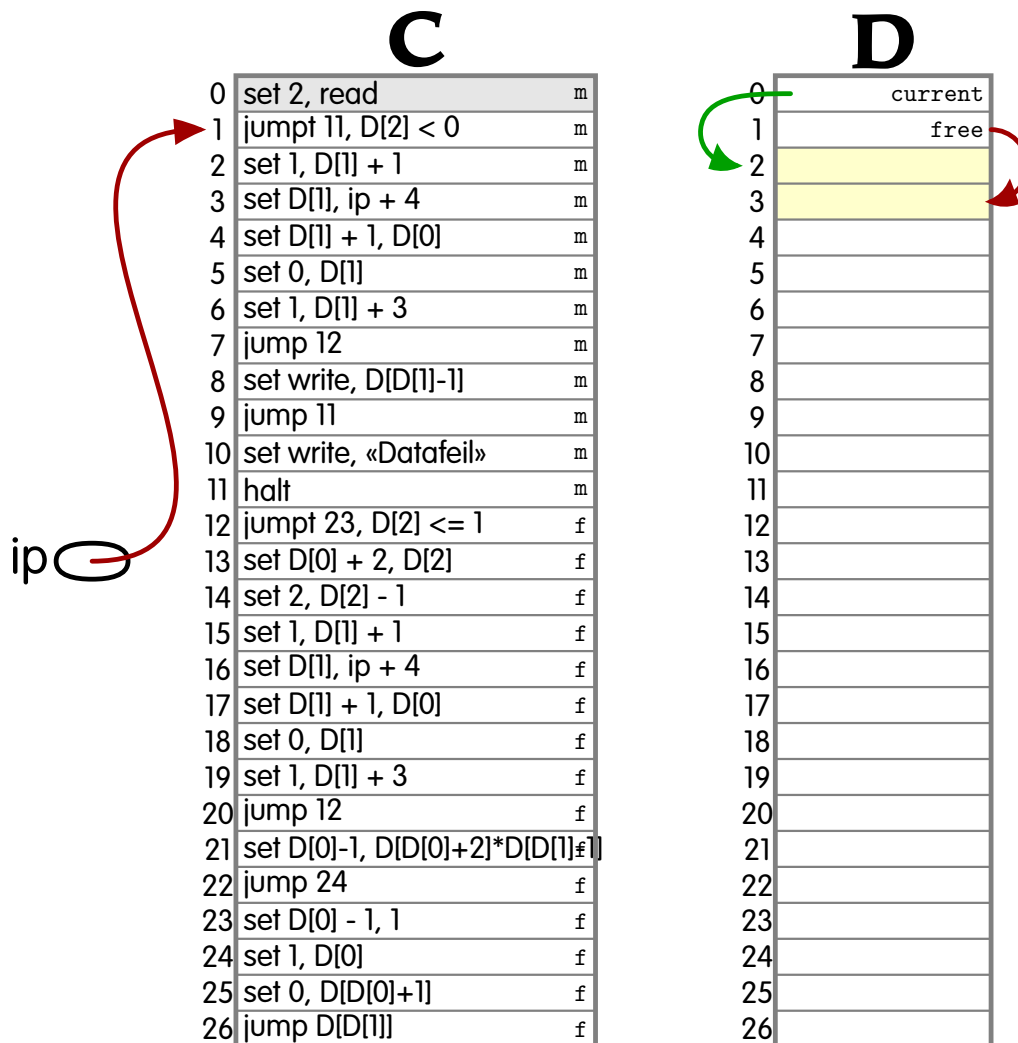 C D
0 set 2, read m 0 current
1 jumpt 11, D[2] < 0 m 1 free
2 set 1, D[1] + 1 m 2
3 set D[1], ip + 4 m 3
4 set D[1] + 1, D[0] m 4
5 set 0, D[1] m 5
6 set 1, D[1] + 3 m 6
7 jump 12 m 7
8 set write, D[D[1]-1] m 8
9 jump 11 m 9
10 set write, «Datafeil» m 10
11 halt m 11
12 jumpt 23, D[2] <= 1 f 12
ip 13 set D[0] + 2, D[2] f 13
14 set 2, D[2] - 1 f 14
15 set 1, D[1] + 1 f 15
16 set D[1], ip + 4 f 16
17 set D[1] + 1, D[0] f 17
18 set 0, D[1] f 18
19 set 1, D[1] + 3 f 19
20 jump 12 f 20
21 set D[0]-1, D[D[0]+2]*D[D[1]-1] f 21
22 jump 24 f 22
23 set D[0] - 1, 1 f 23
24 set 1, D[0] f 24
25 set 0, D[D[0]+1] f 25
26 jump D[D[1]] f 26